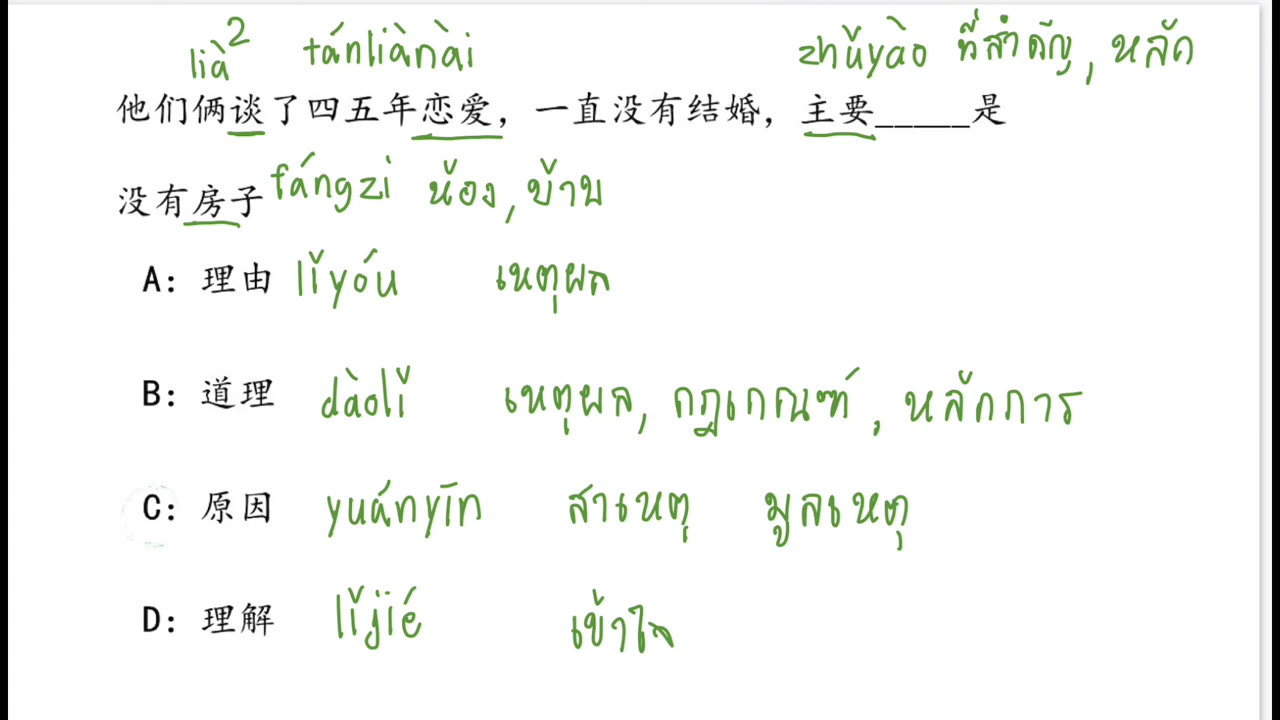 liǎ 2 tánliàn'ài zhǔyào ที่สำคัญ, หลัก
他们俩谈了四五年恋爱，一直没有结婚，主要_____是
没有房子 fángzi ห้อง, บ้าน
A: 理由 lǐyóu เหตุผล
B: 道理 dàolǐ เหตุผล, กฎเกณฑ์, หลักการ
C: 原因 yuányīn สาเหตุ มูลเหตุ
D: 理解 lǐjiě เข้าใจ